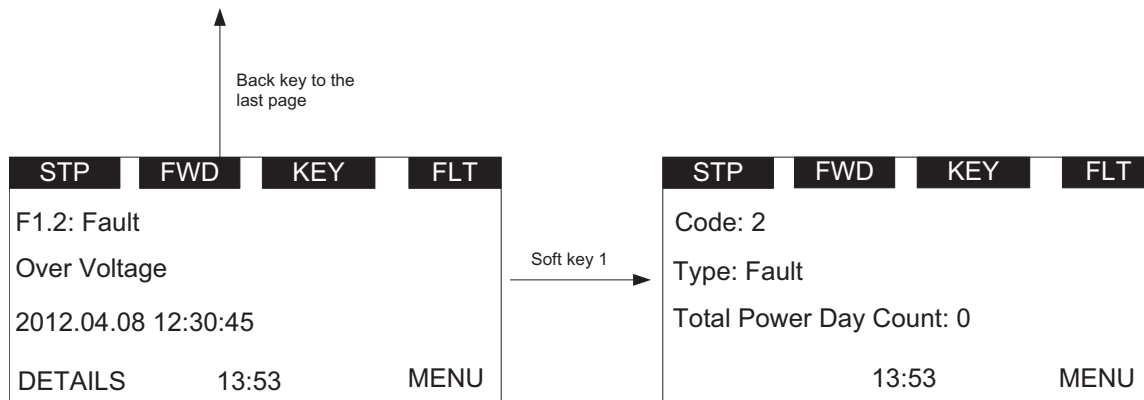 Back key to the
last page
STP FWD KEY FLT
F1.2: Fault
Over Voltage
2012.04.08 12:30:45
DETAILS 13:53 MENU
Soft key 1
STP FWD KEY FLT
Code: 2
Type: Fault
Total Power Day Count: 0
13:53 MENU